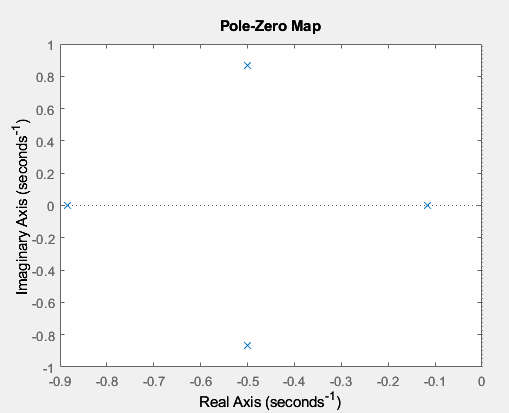 Pole-Zero Map
1
0.8
0.6
0.4
0.2
0
-0.2
-0.4
-0.6
-0.8
-1
Imaginary Axis (seconds⁻¹)
-0.9 -0.8 -0.7 -0.6 -0.5 -0.4 -0.3 -0.2 -0.1 0
Real Axis (seconds⁻¹)